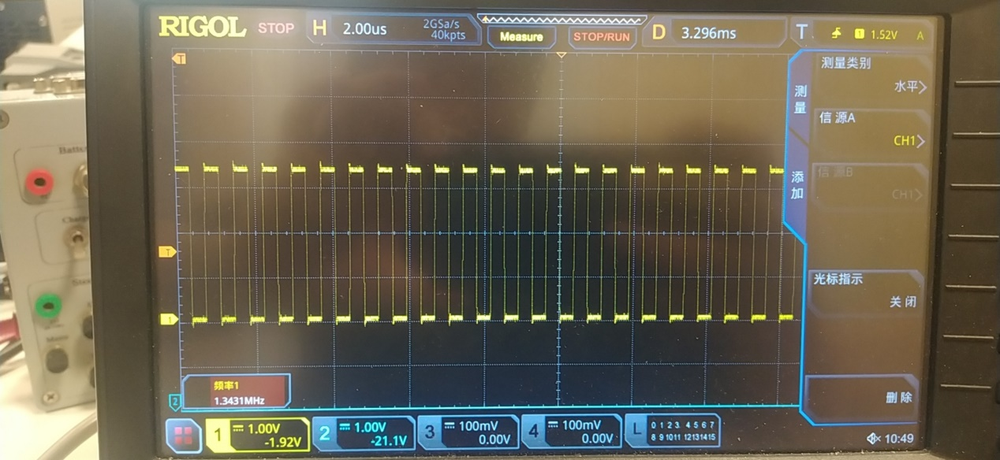 RIGOL STOP H 2.00us 2GSa/s 40kpts Measure STOP/RUN D 3.296ms T 1 1.52V A
T
测量类别
水平
测量
信源A
CH1
信源B
CH1
添加
T
光标指示
关闭
1
频率1
1.3431MHz
删除
2
1 1.00V -1.92V
2 1.00V -21.1V
3 100mV 0.00V
4 100mV 0.00V
L 0 1 2 3 4 5 6 7
8 9 10 11 12 13 14 15
10:49